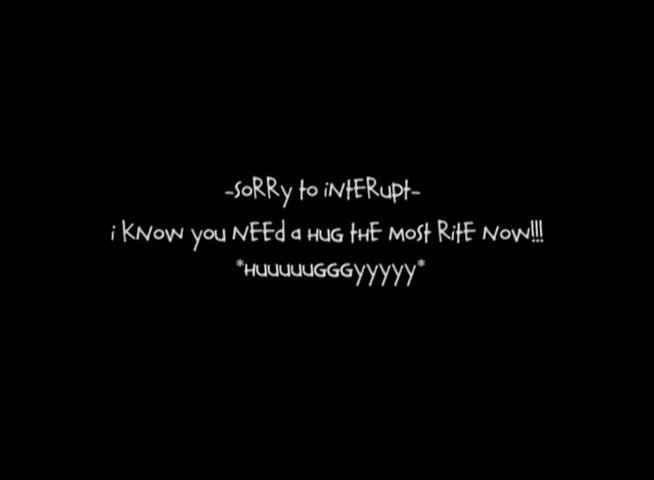 -soRRy to iNtERupt-
i KNow you NEEd a HUG tHE most RitE Now!!!
*HuuuuuGGGyyyyy*